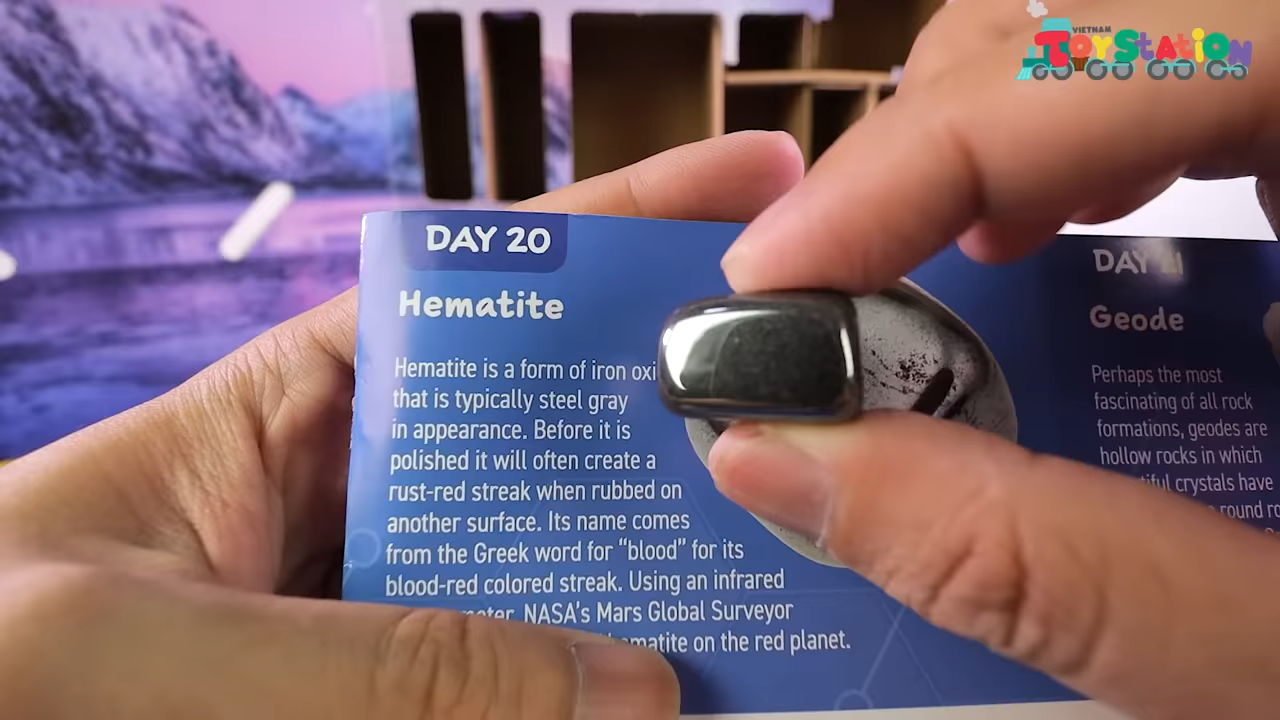 VIETNAM
TOYSTATION
DAY 20
Hematite
Hematite is a form of iron oxi
that is typically steel gray
in appearance. Before it is
polished it will often create a
rust-red streak when rubbed on
another surface. Its name comes
from the Greek word for “blood” for its
blood-red colored streak. Using an infrared
meter, NASA’s Mars Global Surveyor
matite on the red planet.
DAY 21
Geode
Perhaps the most
fascinating of all rock
formations, geodes are
hollow rocks in which
crystals have
round